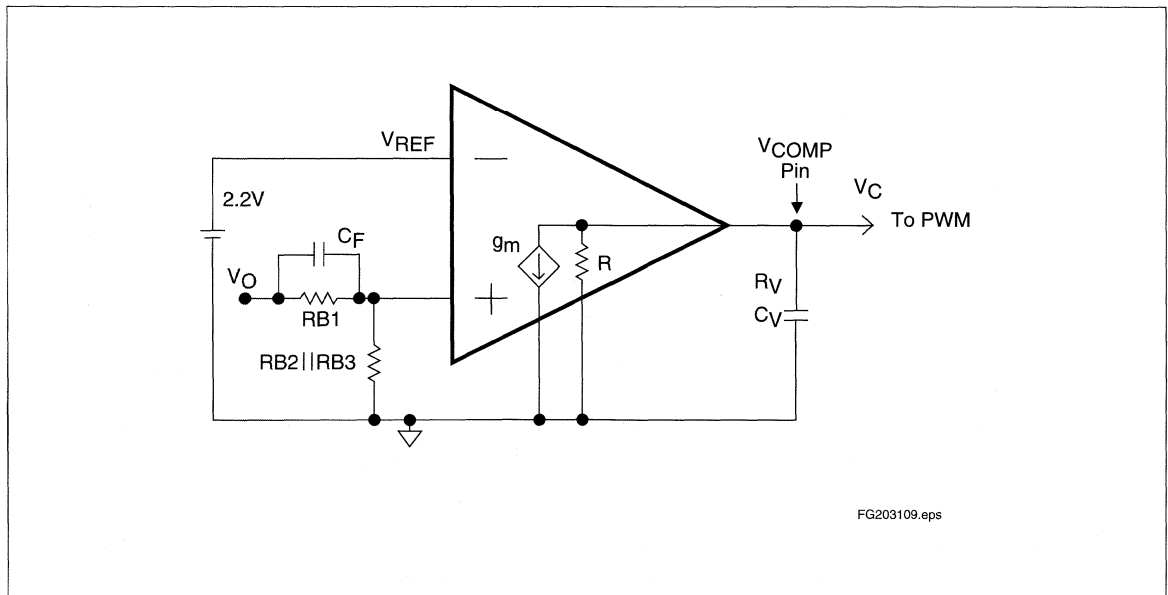 VREF
2.2V
CF
VO
RB1
RB2||RB3
−
+
gm
R
VCOMP
Pin
VC
To PWM
RV
CV
FG203109.eps